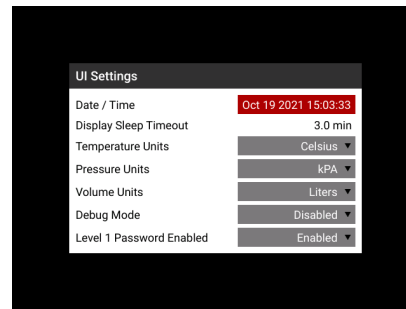 UI Settings
Date / Time Oct 19 2021 15:03:33
Display Sleep Timeout 3.0 min
Temperature Units Celsius
Pressure Units kPA
Volume Units Liters
Debug Mode Disabled
Level 1 Password Enabled Enabled